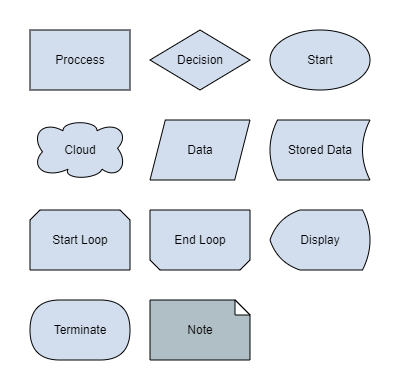 Proccess
Decision
Start
Cloud
Data
Stored Data
Start Loop
End Loop
Display
Terminate
Note